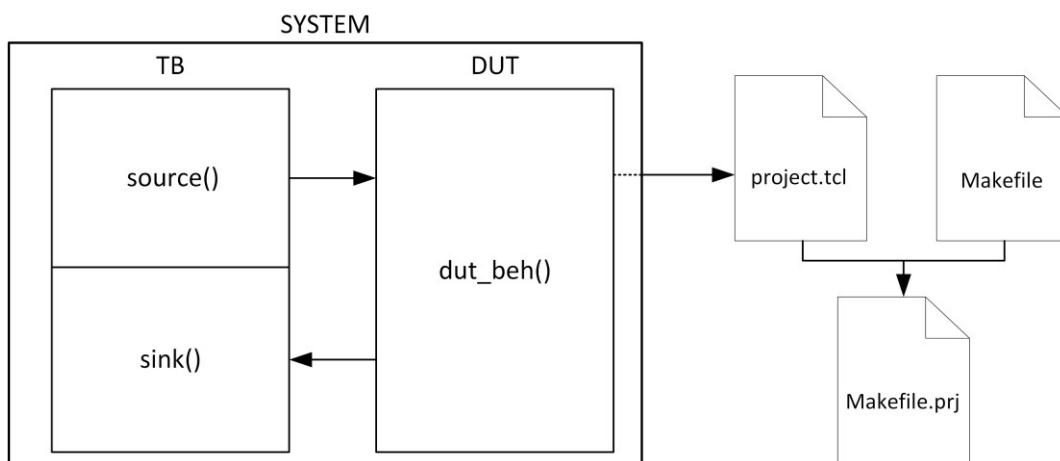 SYSTEM
TB
DUT
source()
dut_beh()
sink()
project.tcl
Makefile
Makefile.prj